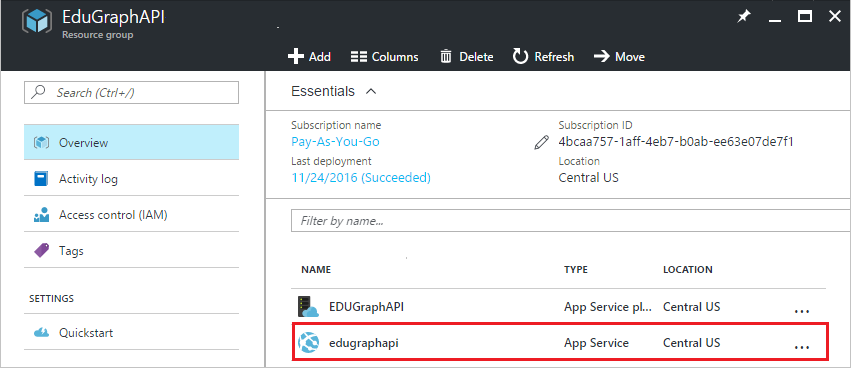 EduGraphAPI
Resource group
Add Columns Delete Refresh Move
Search (Ctrl+/)
Overview
Activity log
Access control (IAM)
Tags
SETTINGS
Quickstart
Essentials
Subscription name
Pay-As-You-Go
Last deployment
11/24/2016 (Succeeded)
Subscription ID
4bcaa757-1aff-4eb7-b0ab-ee63e07de7f1
Location
Central US
Filter by name...
NAME TYPE LOCATION
EDUGraphAPI App Service pl... Central US ...
edugraphapi App Service Central US ...